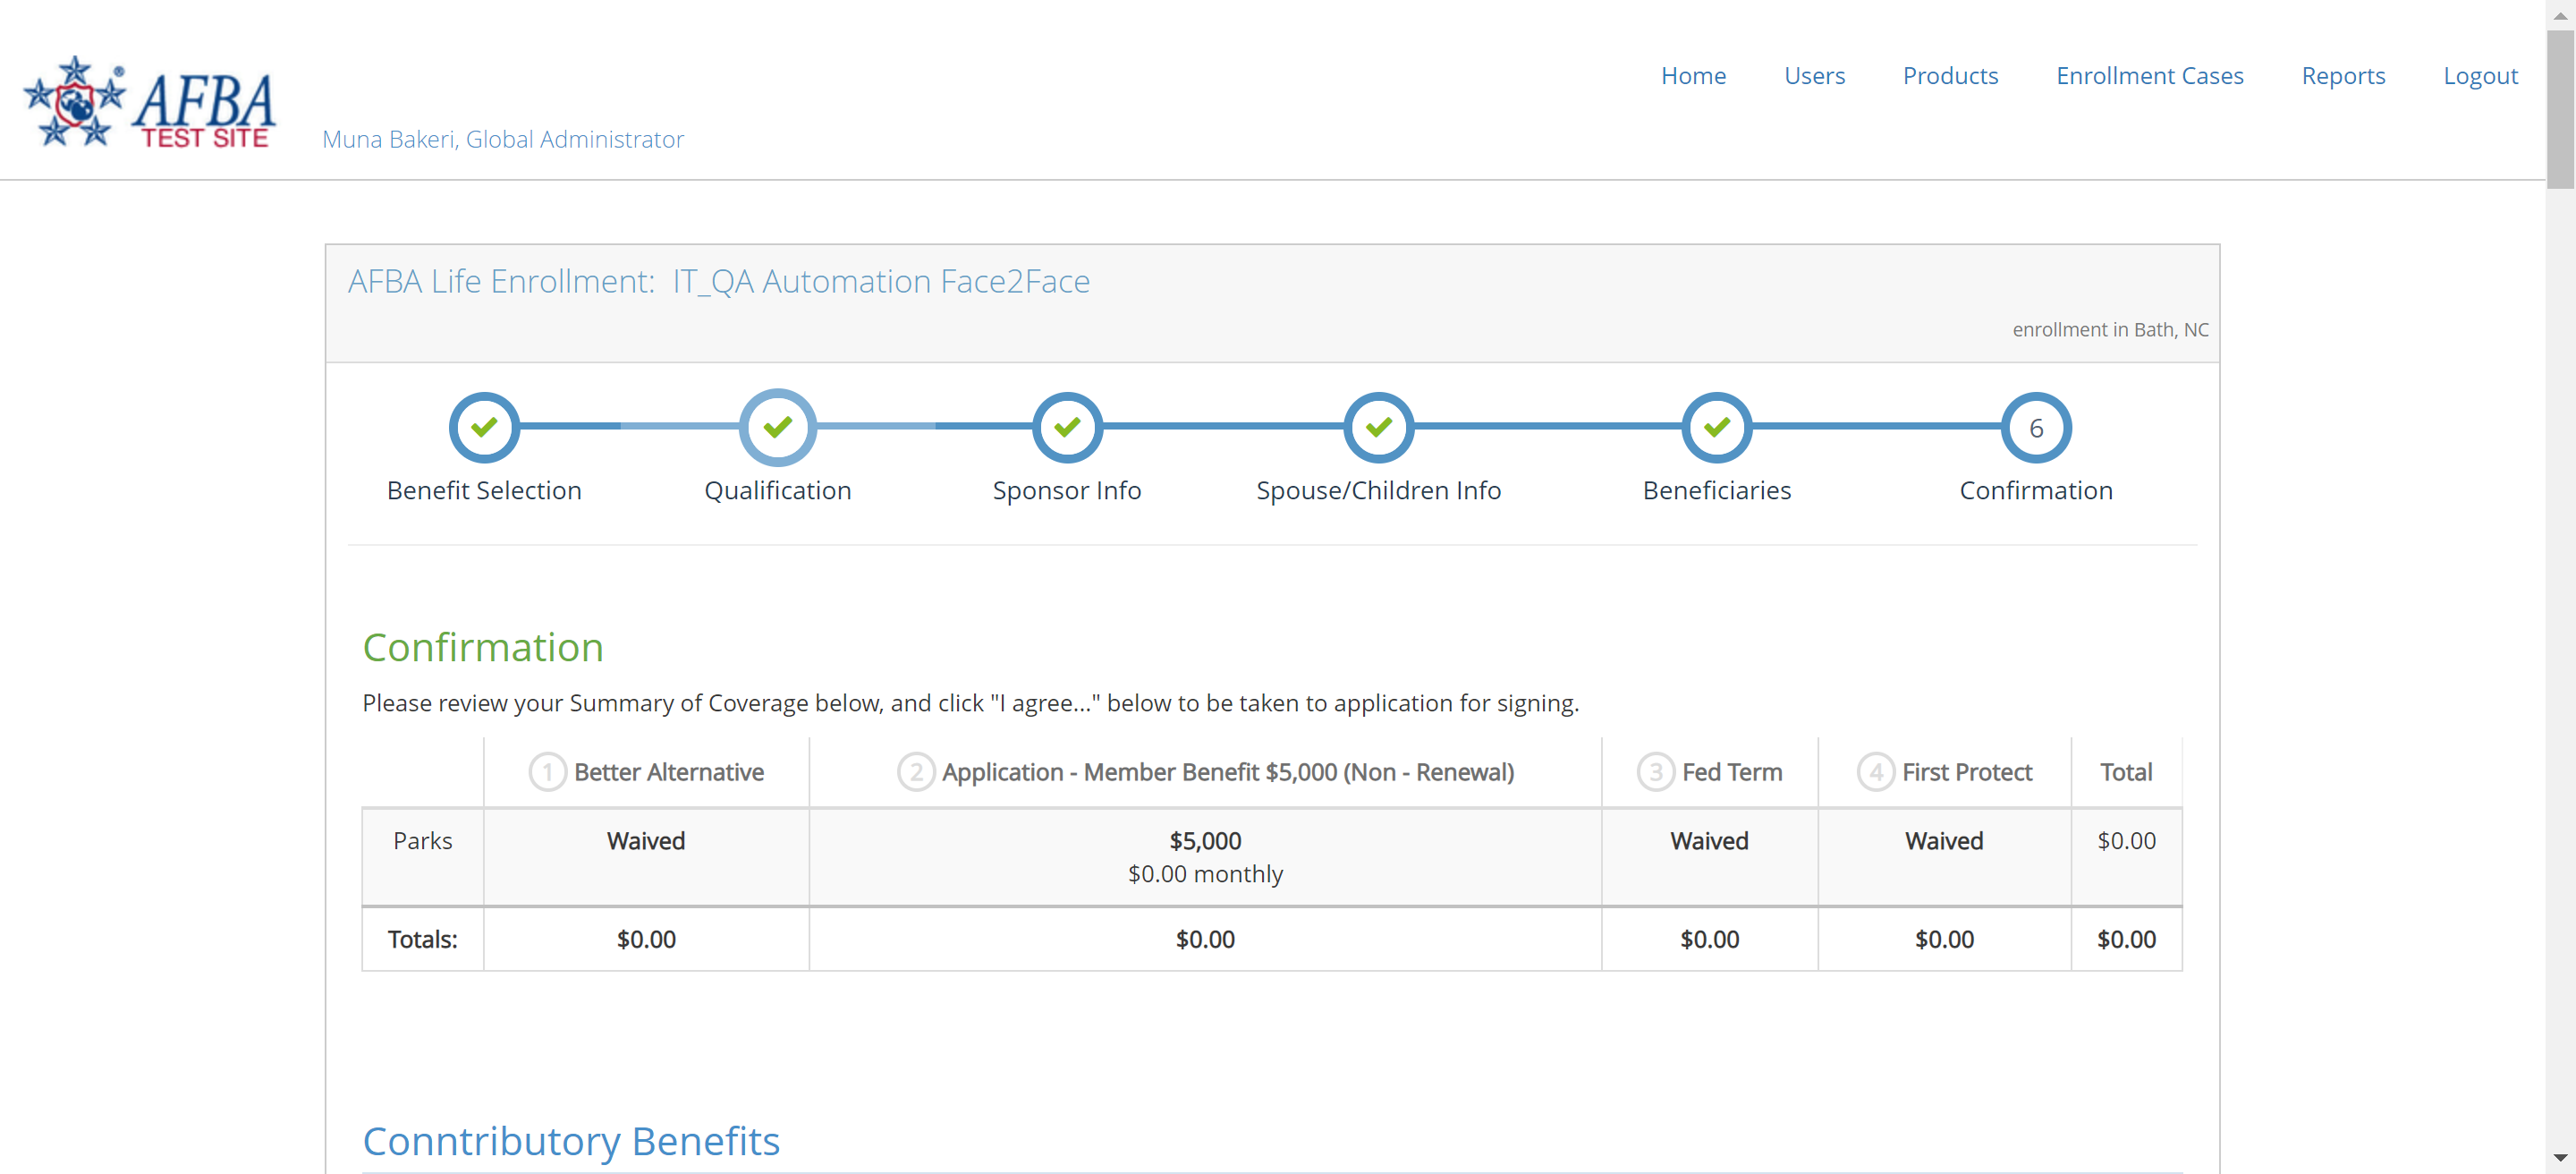 AFBA
TEST SITE
Muna Bakeri, Global Administrator
Home Users Products Enrollment Cases Reports Logout
AFBA Life Enrollment: IT_QA Automation Face2Face
enrollment in Bath, NC
6
Benefit Selection Qualification Sponsor Info Spouse/Children Info Beneficiaries Confirmation
Confirmation
Please review your Summary of Coverage below, and click "I agree..." below to be taken to application for signing.
1 Better Alternative 2 Application - Member Benefit $5,000 (Non - Renewal) 3 Fed Term 4 First Protect Total
Parks Waived $5,000 Waived Waived $0.00
$0.00 monthly
Totals: $0.00 $0.00 $0.00 $0.00 $0.00
Conntributory Benefits